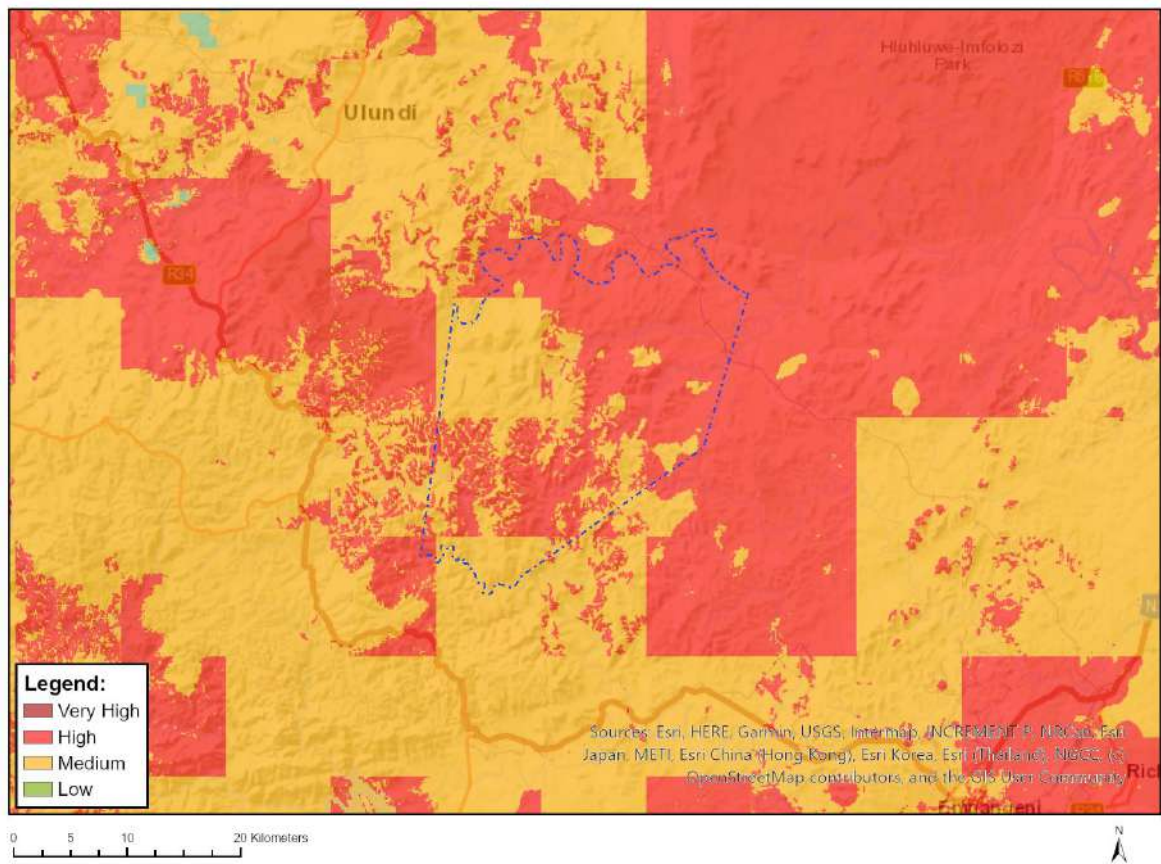 Hluhluwe-Imfolozi
Park
Ulundi
R34
Legend:
Very High
High
Medium
Low
Sources: Esri, HERE, Garmin, USGS, Intermap, INCREMENT P, NRCan, Esri
Japan, METI, Esri China (Hong Kong), Esri Korea, Esri (Thailand), NGCC, (c)
OpenStreetMap contributors, and the GIS User Community
N
Rich
0 5 10 20 Kilometers
N